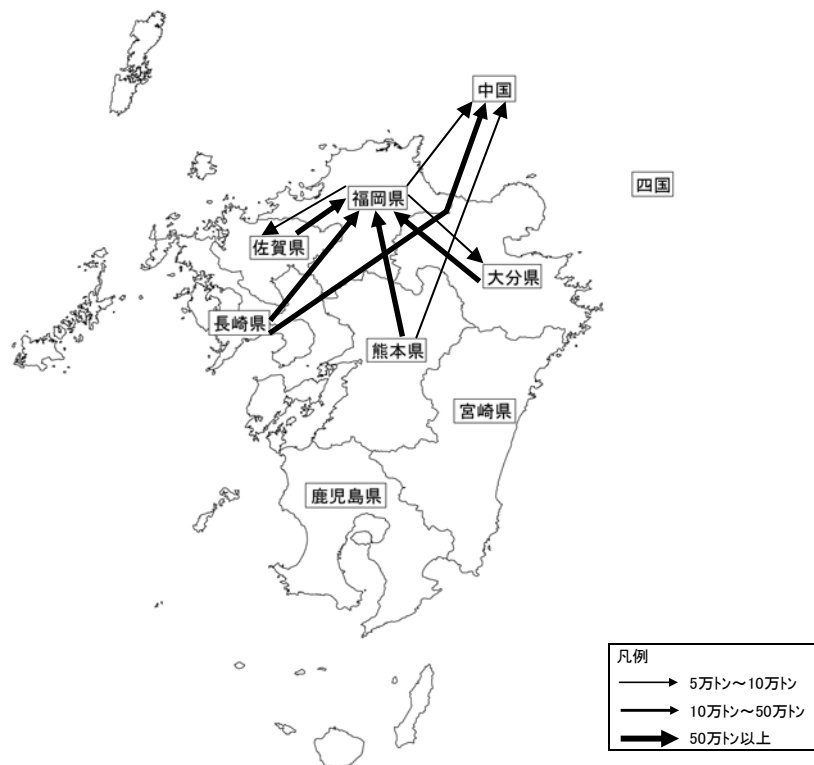 中国
四国
福岡県
佐賀県
大分県
長崎県
熊本県
宮崎県
鹿児島県
凡例
5万トン～10万トン
10万トン～50万トン
50万トン以上